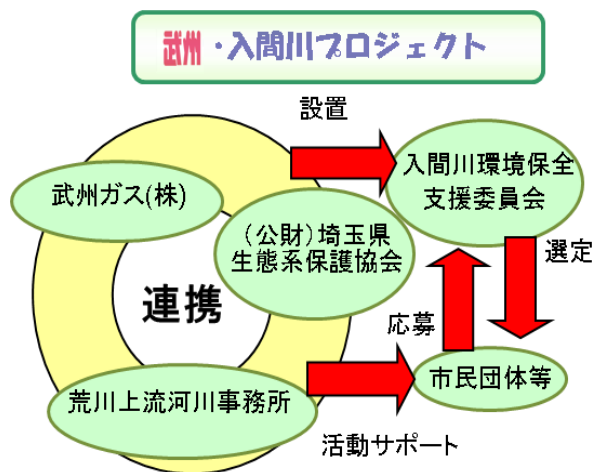 武州・入間川プロジェクト
設置
入間川環境保全
支援委員会
武州ガス(株)
(公財)埼玉県
生態系保護協会
選定
連携
応募
市民団体等
荒川上流河川事務所
活動サポート